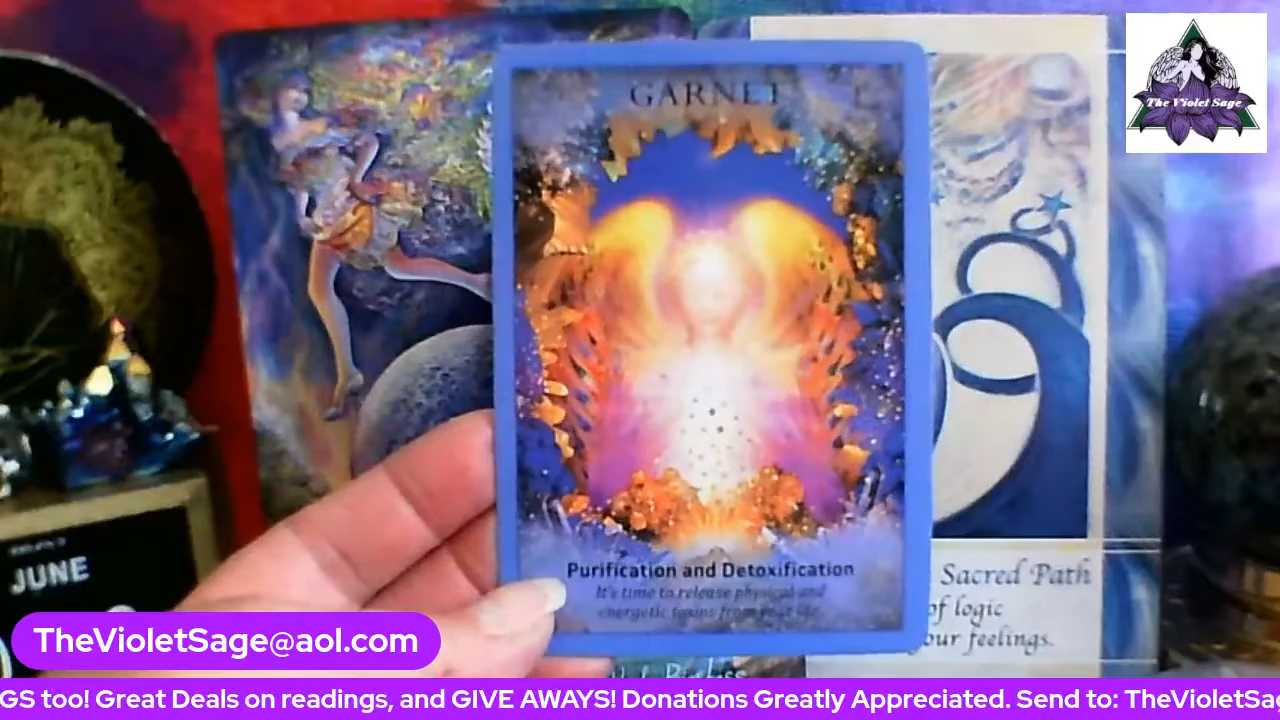 GARNET
The Violet Sage
Purification and Detoxification
It's time to release physical and
energetic toxins from your life.
Sacred Path
of logic
your feelings.
JUNE
TheVioletSage@aol.com
GS too! Great Deals on readings, and GIVE AWAYS! Donations Greatly Appreciated. Send to: TheVioletSag